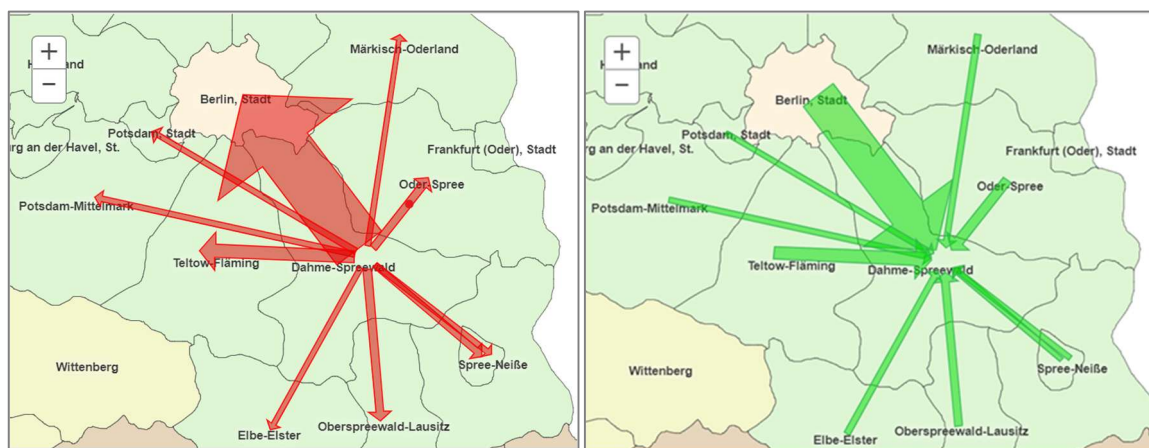 +
−
Märkisch-Oderland
Berlin, Stadt
Potsdam, Stadt
rg an der Havel, St.
Frankfurt (Oder), Stadt
Oder-Spree
Potsdam-Mittelmark
Teltow-Fläming
Dahme-Spreewald
Wittenberg
Spree-Neiße
Elbe-Elster
Oberspreewald-Lausitz
+
−
Märkisch-Oderland
Berlin, Stadt
Potsdam, Stadt
urg an der Havel, St.
Frankfurt (Oder), Stadt
Oder-Spree
Potsdam-Mittelmark
Teltow-Fläming
Dahme-Spreewald
Wittenberg
Spree-Neiße
Elbe-Elster
Oberspreewald-Lausitz